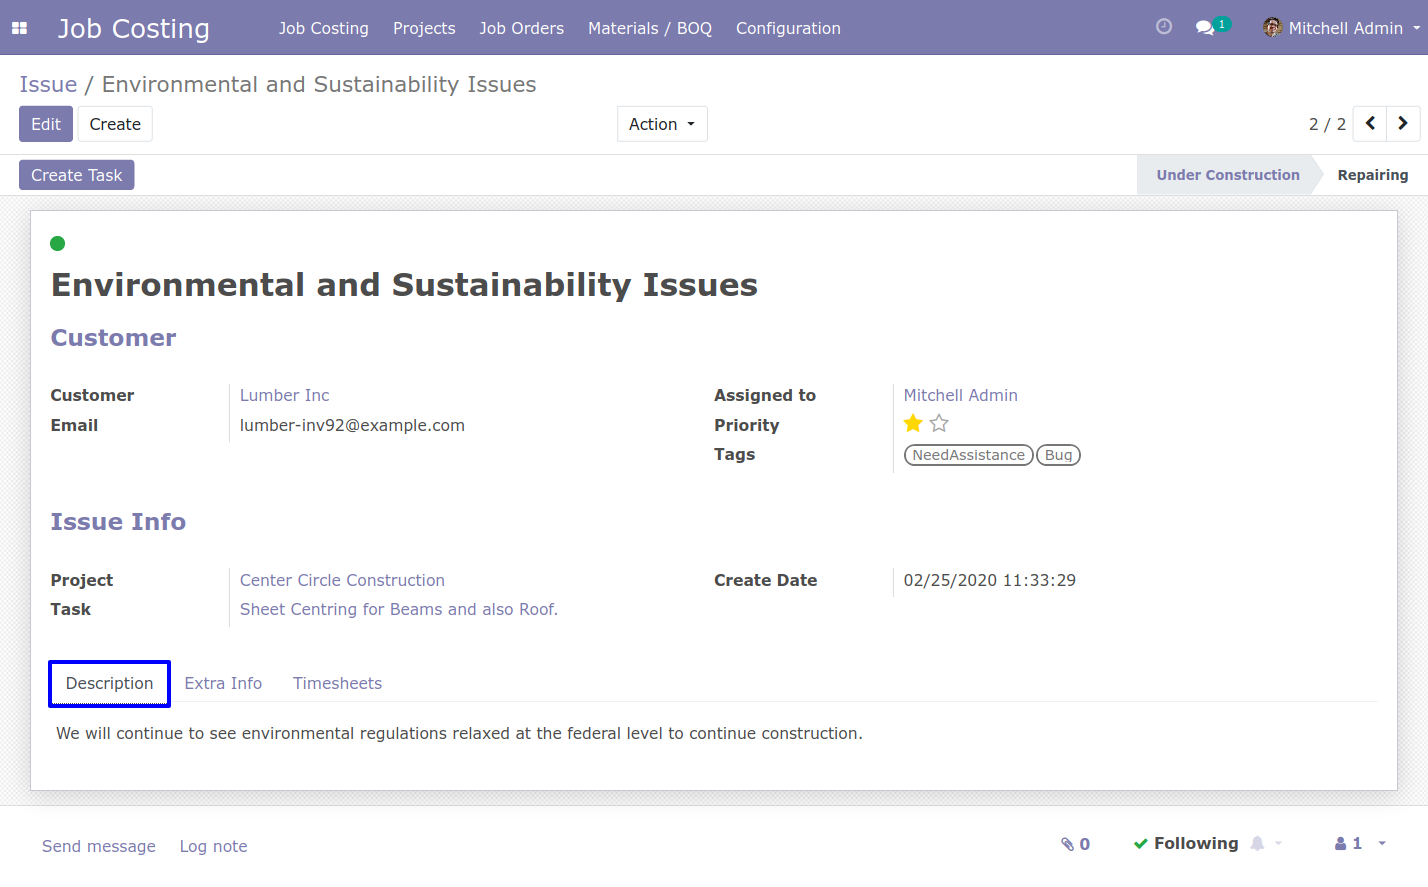 Job Costing Job Costing Projects Job Orders Materials / BOQ Configuration 1 Mitchell Admin
Issue / Environmental and Sustainability Issues
Edit Create Action 2 / 2
Create Task Under Construction Repairing
Environmental and Sustainability Issues
Customer
Customer Lumber Inc Assigned to Mitchell Admin
Email lumber-inv92@example.com Priority
Tags NeedAssistance Bug
Issue Info
Project Center Circle Construction Create Date 02/25/2020 11:33:29
Task Sheet Centring for Beams and also Roof.
Description Extra Info Timesheets
We will continue to see environmental regulations relaxed at the federal level to continue construction.
Send message Log note 0 Following 1